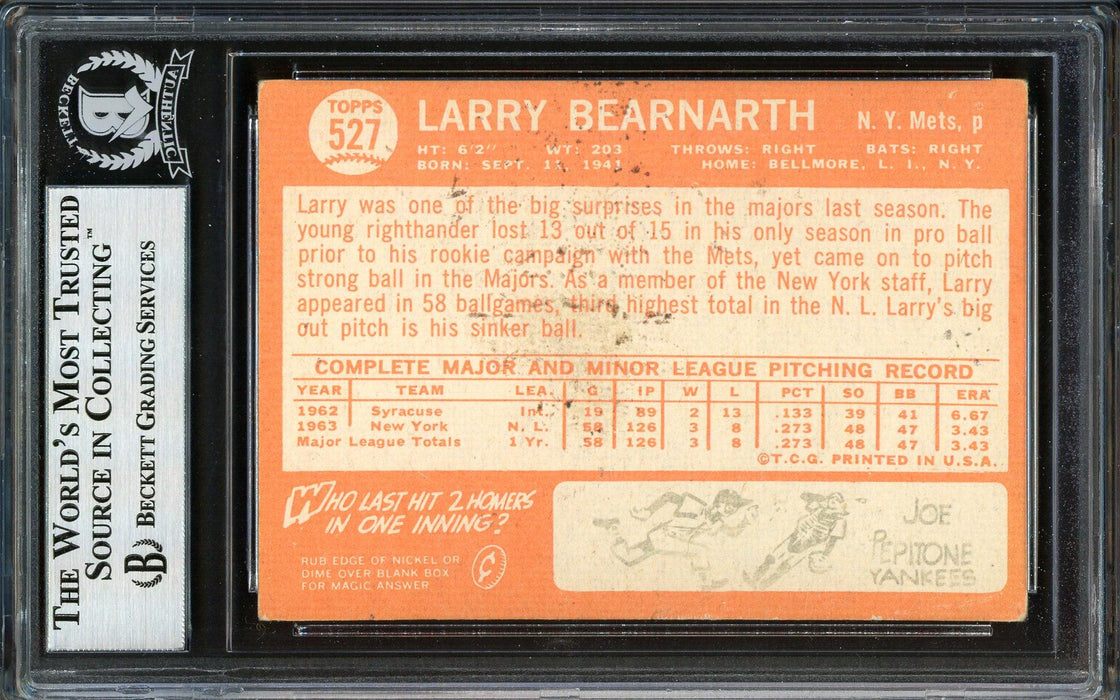 BECKETT
AUTHENTIC
B
THE WORLD'S MOST TRUSTED
SOURCE IN COLLECTING™
B BECKETT GRADING SERVICES
TOPPS
527
LARRY BEARNARTH
N. Y. Mets, p
HT: 6'2" WT: 203 THROWS: RIGHT BATS: RIGHT
BORN: SEPT. 11, 1941 HOME: BELLMORE, L. I., N. Y.
Larry was one of the big surprises in the majors last season. The
young righthander lost 13 out of 15 in his only season in pro ball
prior to his rookie campaign with the Mets, yet came on to pitch
strong ball in the Majors. As a member of the New York staff, Larry
appeared in 58 ballgames, third highest total in the N. L. Larry's big
out pitch is his sinker ball.
COMPLETE MAJOR AND MINOR LEAGUE PITCHING RECORD
YEAR TEAM LEA. G IP W L PCT SO BB ERA
1962 Syracuse Int. 19 89 2 13 .133 39 41 6.67
1963 New York N. L. 58 126 3 8 .273 48 47 3.43
Major League Totals 1 Yr. 58 126 3 8 .273 48 47 3.43
©T.C.G. PRINTED IN U.S.A.
WHO LAST HIT 2 HOMERS
IN ONE INNING?
RUB EDGE OF NICKEL OR
DIME OVER BLANK BOX
FOR MAGIC ANSWER
¢
JOE
PEPITONE
YANKEES